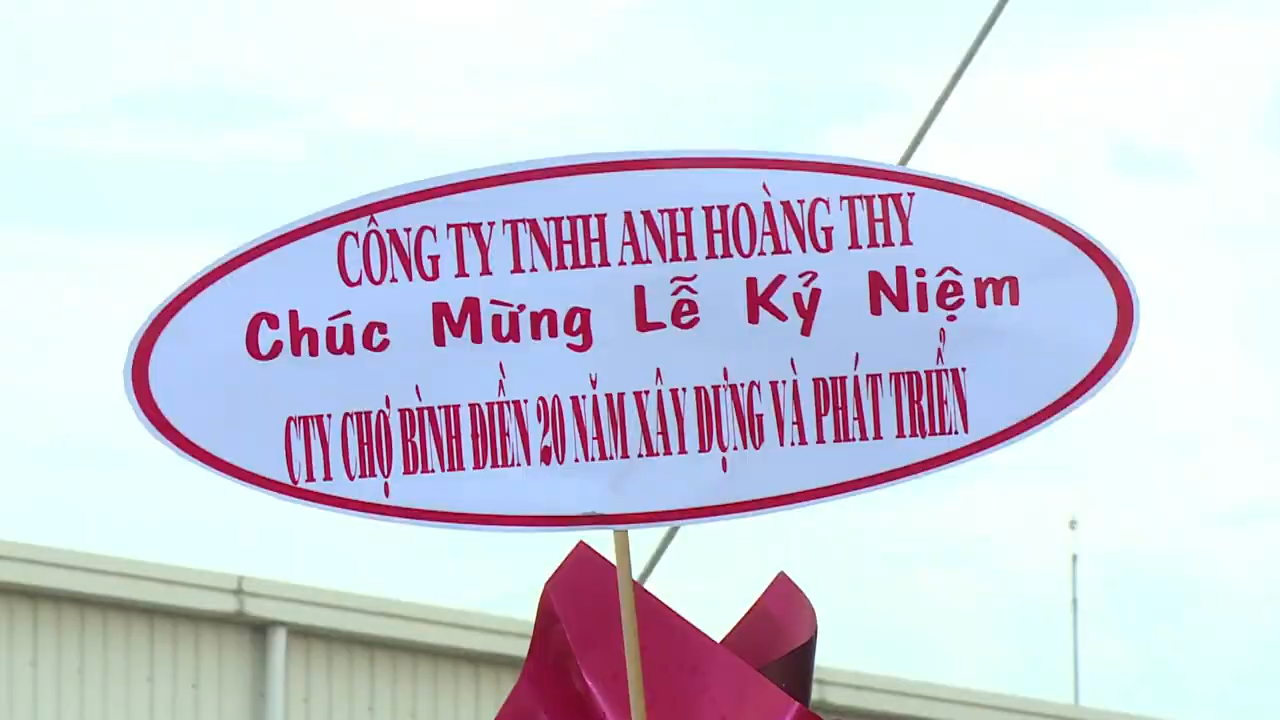 CÔNG TY TNHH ANH HOÀNG THY
Chúc Mừng Lễ Kỷ Niệm
CTY CHỢ BÌNH ĐIỀN 20 NĂM XÂY DỰNG VÀ PHÁT TRIỂN